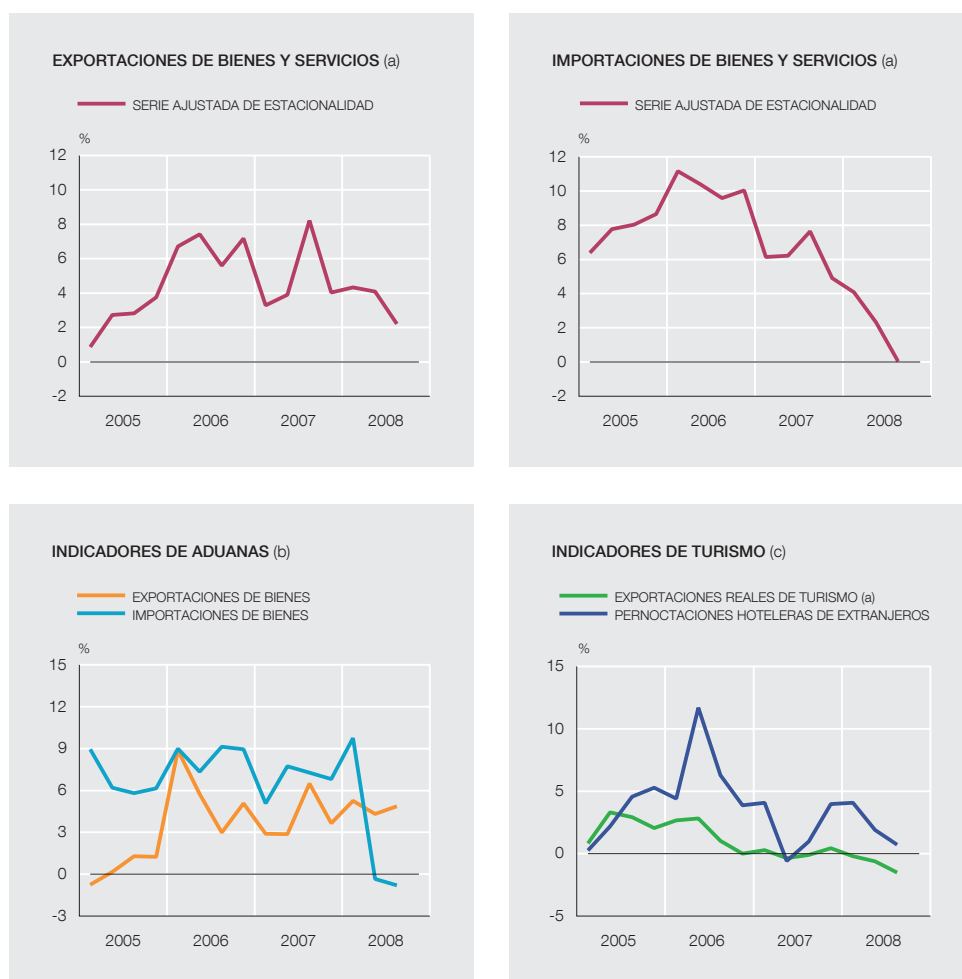 EXPORTACIONES DE BIENES Y SERVICIOS (a)
SERIE AJUSTADA DE ESTACIONALIDAD
%
12
10
8
6
4
2
0
-2
2005 2006 2007 2008
IMPORTACIONES DE BIENES Y SERVICIOS (a)
SERIE AJUSTADA DE ESTACIONALIDAD
%
12
10
8
6
4
2
0
-2
2005 2006 2007 2008
INDICADORES DE ADUANAS (b)
EXPORTACIONES DE BIENES
IMPORTACIONES DE BIENES
%
15
12
9
6
3
0
-3
2005 2006 2007 2008
INDICADORES DE TURISMO (c)
EXPORTACIONES REALES DE TURISMO (a)
PERNOCTACIONES HOTELERAS DE EXTRANJEROS
%
15
10
5
0
-5
2005 2006 2007 2008